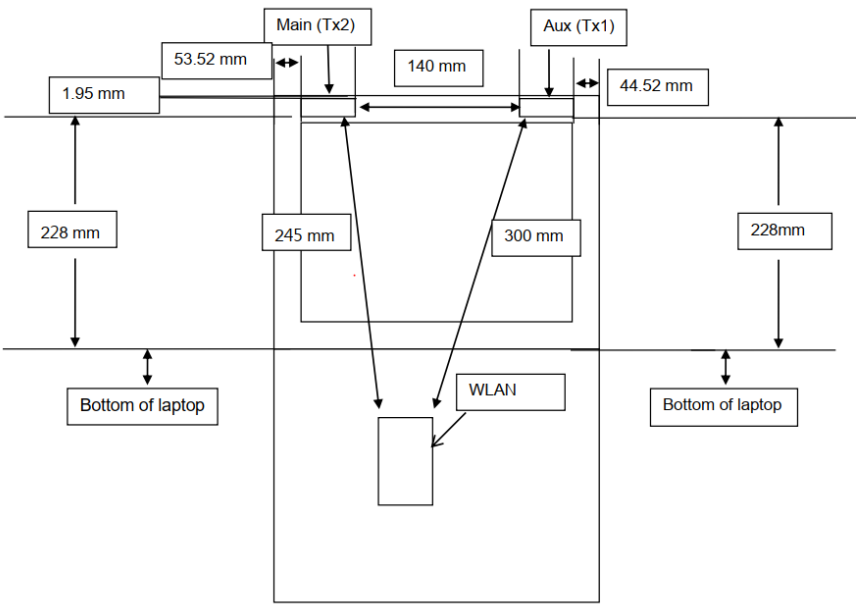 Main (Tx2)
Aux (Tx1)
53.52 mm
140 mm
1.95 mm
44.52 mm
228 mm
245 mm
300 mm
228mm
WLAN
Bottom of laptop
Bottom of laptop